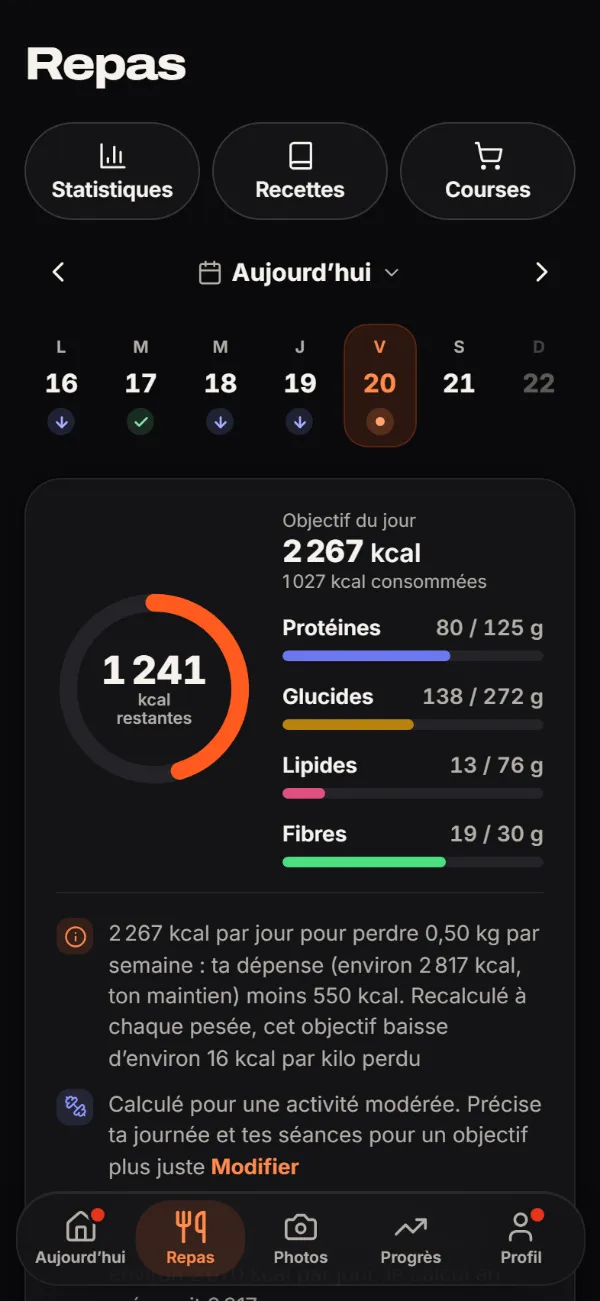 Repas
Statistiques
Recettes
Courses
Aujourd’hui
L M M J V S D
16 17 18 19 20 21 22
Objectif du jour
2 267 kcal
1 027 kcal consommées
1 241
kcal
restantes
Protéines 80 / 125 g
Glucides 138 / 272 g
Lipides 13 / 76 g
Fibres 19 / 30 g
2 267 kcal par jour pour perdre 0,50 kg par
semaine : ta dépense (environ 2 817 kcal,
ton maintien) moins 550 kcal. Recalculé à
chaque pesée, cet objectif baisse
d’environ 16 kcal par kilo perdu
Calculé pour une activité modérée. Précise
ta journée et tes séances pour un objectif
plus juste Modifier
Aujourd’hui
Repas
Photos
Progrès
Profil